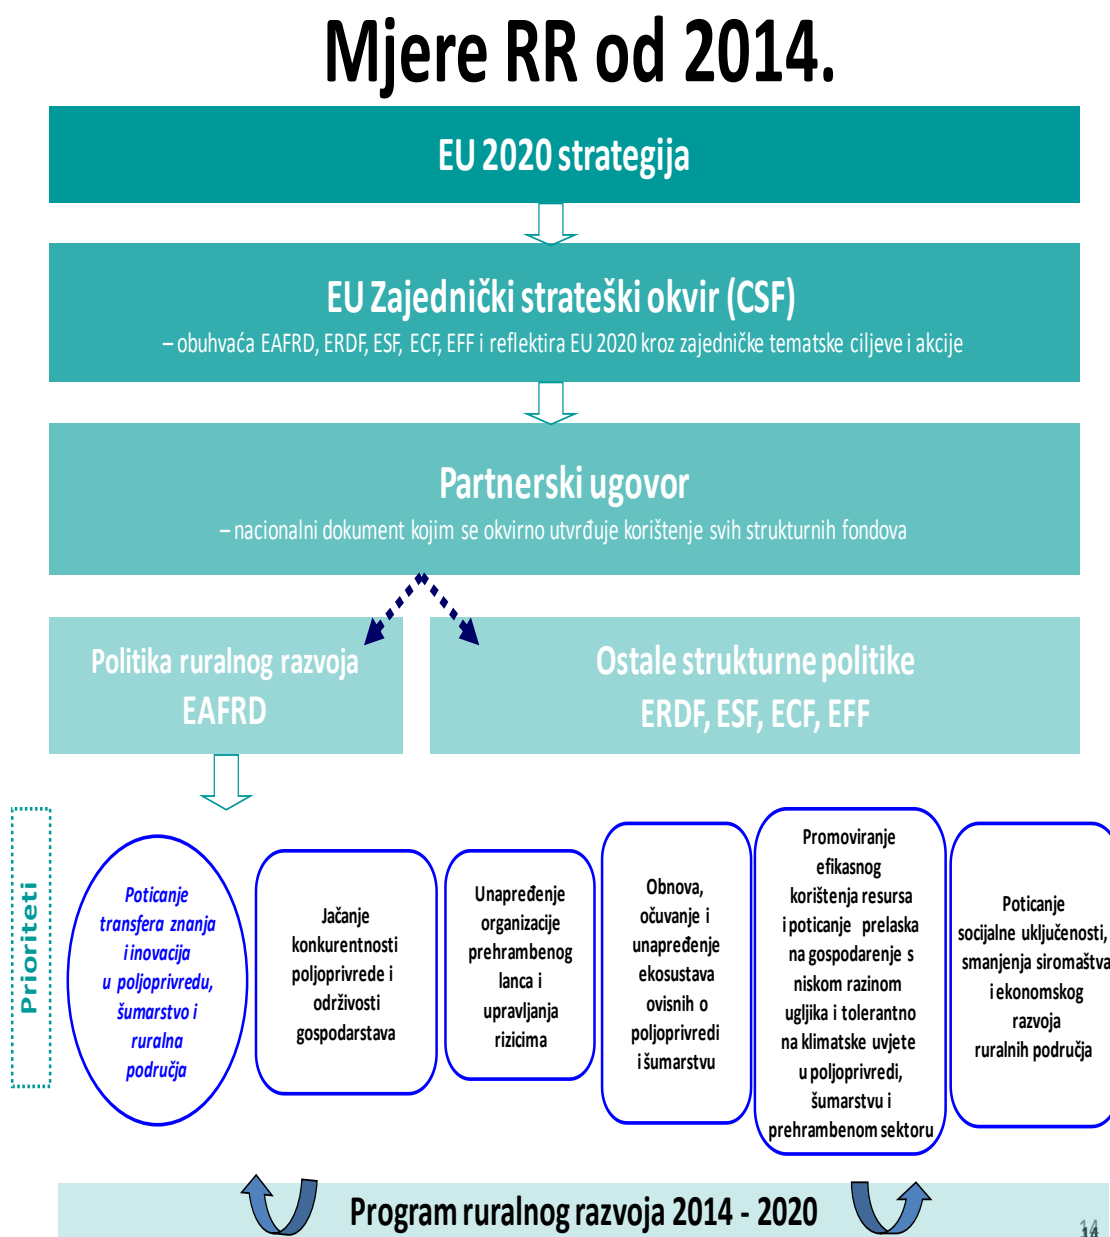 Mjere RR od 2014.
EU 2020 strategija
EU Zajednički strateški okvir (CSF)
– obuhvaća EAFRD, ERDF, ESF, ECF, EFF i reflektira EU 2020 kroz zajedničke tematske ciljeve i akcije
Partnerski ugovor
– nacionalni dokument kojim se okvirno utvrđuje korištenje svih strukturnih fondova
Politika ruralnog razvoja
EAFRD
Ostale strukturne politike
ERDF, ESF, ECF, EFF
Prioriteti
Poticanje
transfera znanja
i inovacija
u poljoprivredu,
šumarstvo i
ruralna
područja
Jačanje
konkurentnosti
poljoprivrede i
održivosti
gospodarstava
Unapređenje
organizacije
prehrambenog
lanca i
upravljanja
rizicima
Obnova,
očuvanje i
unapređenje
ekosustava
ovisnih o
poljoprivredi
i šumarstvu
Promoviranje
efikasnog
korištenja resursa
i poticanje prelaska
na gospodarenje s
niskom razinom
ugljika i tolerantno
na klimatske uvjete
u poljoprivredi,
šumarstvu i
prehrambenom sektoru
Poticanje
socijalne uključenosti,
smanjenja siromaštva
i ekonomskog
razvoja
ruralnih područja
Program ruralnog razvoja 2014 - 2020
14
14